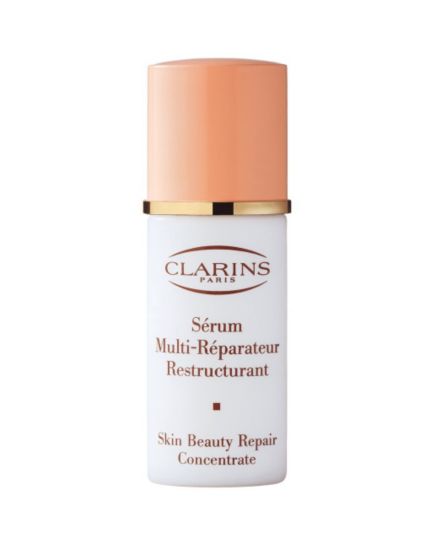 CLARINS
PARIS
Sérum
Multi-Réparateur
Restructurant
Skin Beauty Repair
Concentrate